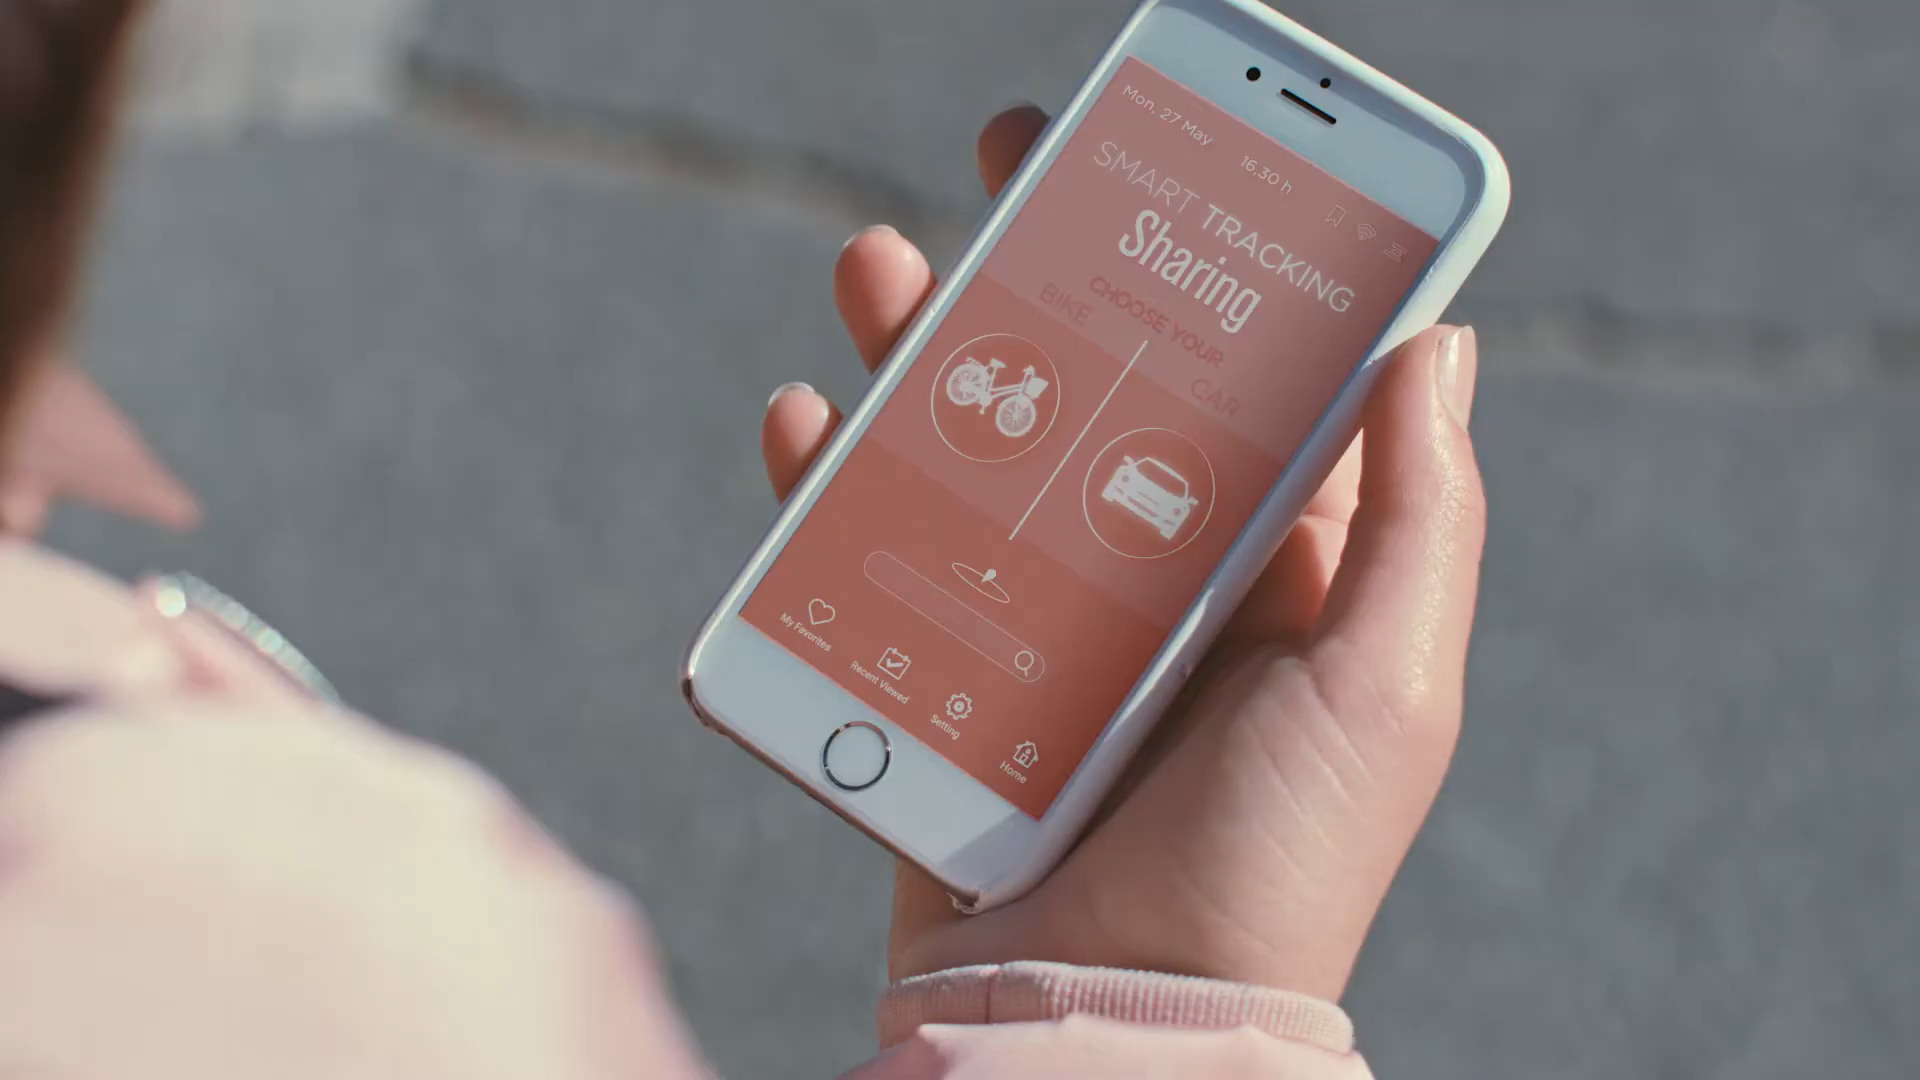 Mon, 27 May
16,30 h
SMART TRACKING
Sharing
CHOOSE YOUR
BIKE
CAR
My Favorites
Recent Viewed
Setting
Home